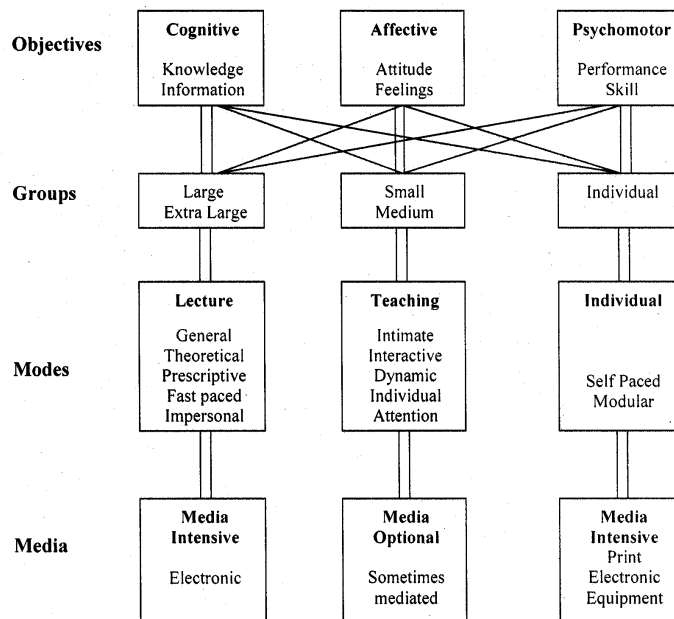 Objectives
Cognitive
Knowledge
Information
Affective
Attitude
Feelings
Psychomotor
Performance
Skill
Groups
Large
Extra Large
Small
Medium
Individual
Modes
Lecture
General
Theoretical
Prescriptive
Fast paced
Impersonal
Teaching
Intimate
Interactive
Dynamic
Individual
Attention
Individual
Self Paced
Modular
Media
Media
Intensive
Electronic
Media
Optional
Sometimes
mediated
Media
Intensive
Print
Electronic
Equipment